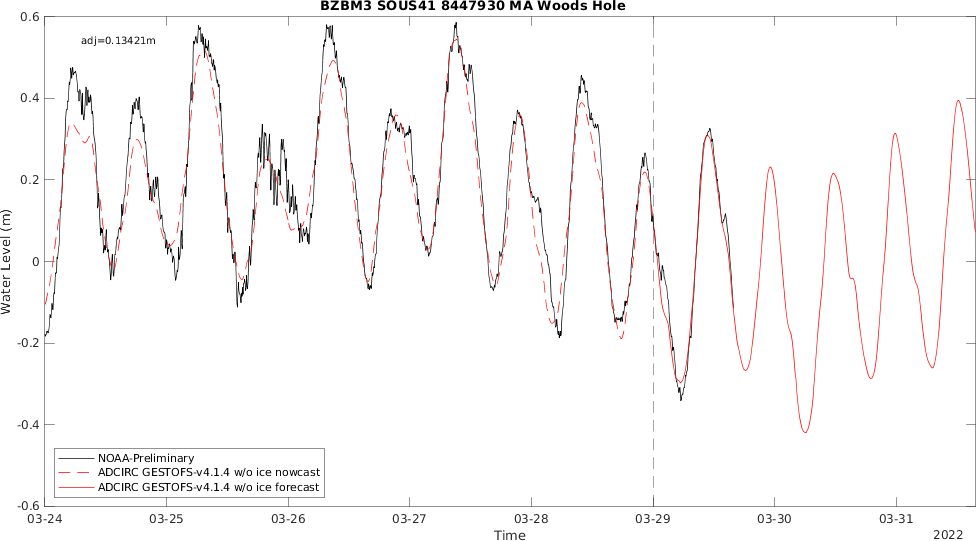 BZBM3 SOUS41 8447930 MA Woods Hole
adj=0.13421m
Water Level (m)
0.6
0.4
0.2
0
-0.2
-0.4
-0.6
NOAA-Preliminary
ADCIRC GESTOFS-v4.1.4 w/o ice nowcast
ADCIRC GESTOFS-v4.1.4 w/o ice forecast
03-24 03-25 03-26 03-27 03-28 03-29 03-30 03-31
Time
2022